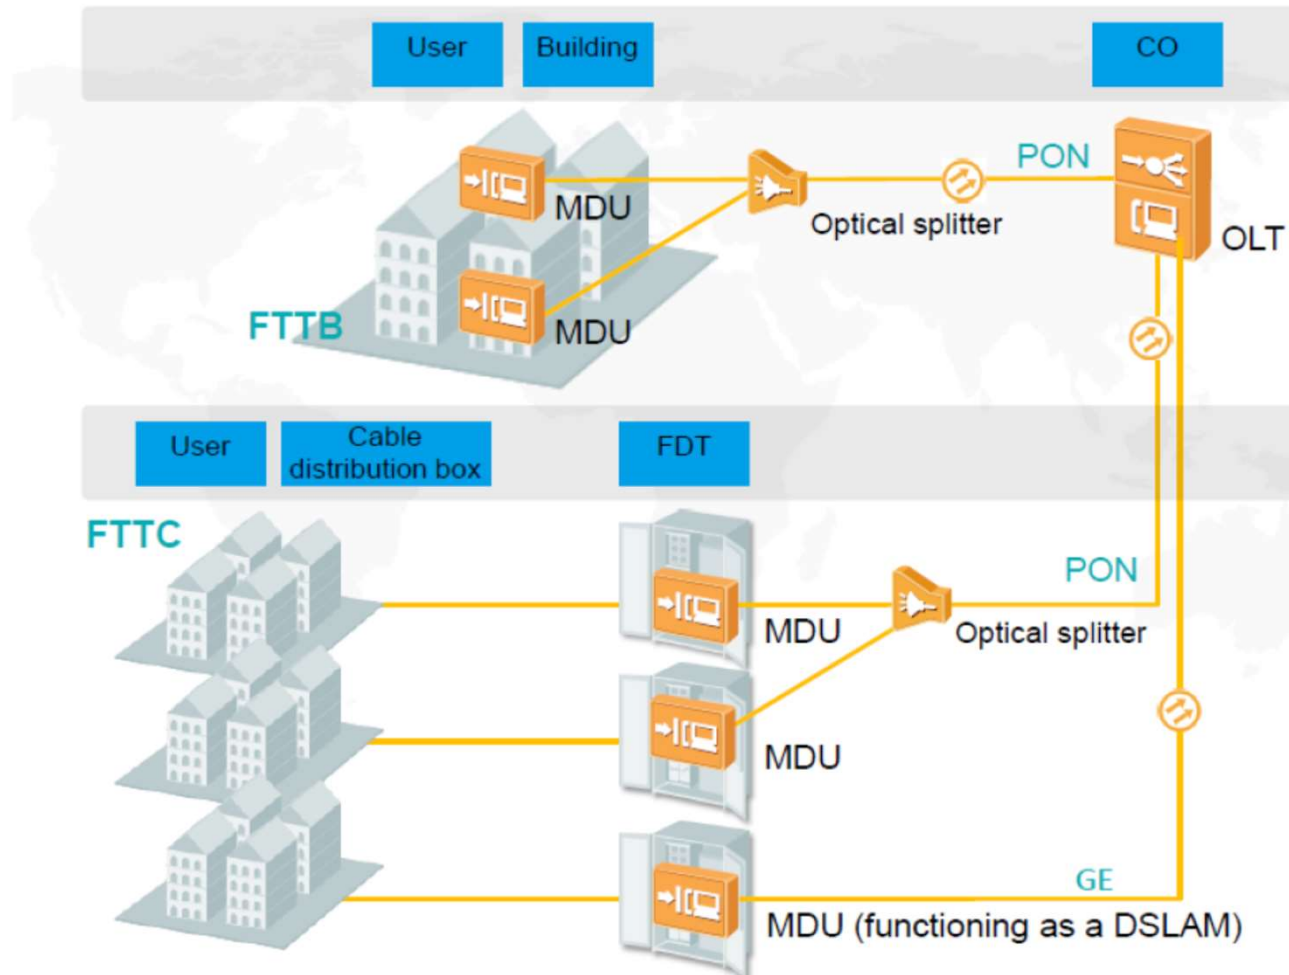 User
Building
CO
PON
MDU
Optical splitter
OLT
FTTB
MDU
User
Cable
distribution box
FDT
FTTC
PON
MDU
Optical splitter
MDU
GE
MDU (functioning as a DSLAM)